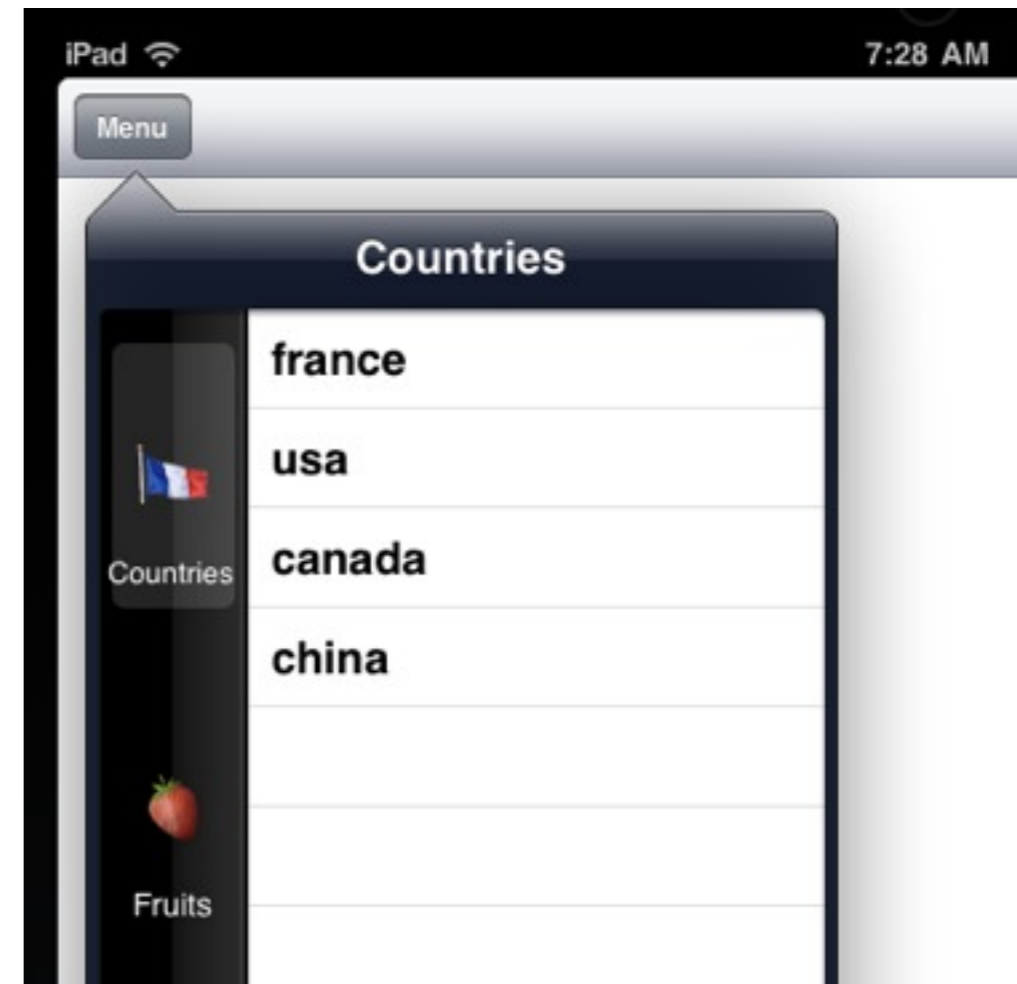 iPad 7:28 AM
Menu
Countries
france
usa
Countries
canada
china
Fruits